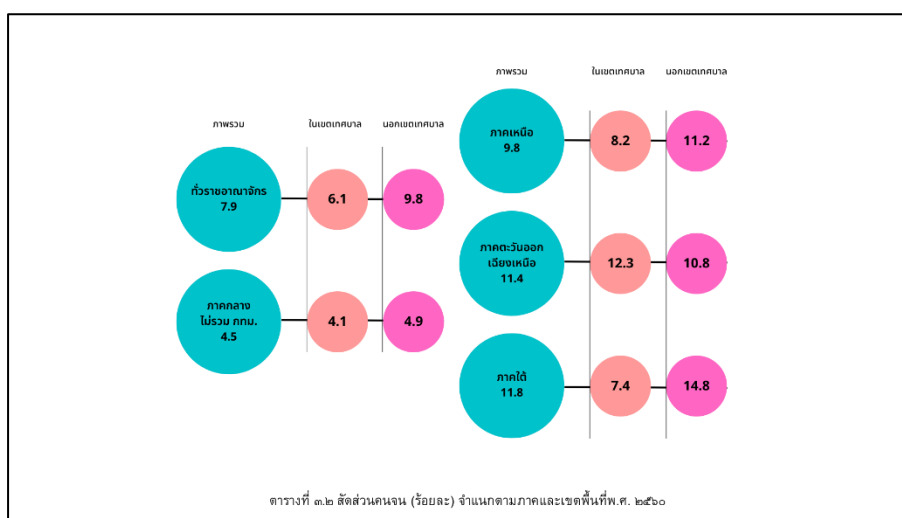 ภาพรวม ในเขตเทศบาล นอกเขตเทศบาล
ทั่วราชอาณาจักร
7.9
6.1
9.8
ภาคกลาง
ไม่รวม กทม.
4.5
4.1
4.9
ภาพรวม ในเขตเทศบาล นอกเขตเทศบาล
ภาคเหนือ
9.8
8.2
11.2
ภาคตะวันออก
เฉียงเหนือ
11.4
12.3
10.8
ภาคใต้
11.8
7.4
14.8
ตารางที่ ๓.๒ สัดส่วนคนจน (ร้อยละ) จำแนกตามภาคและเขตพื้นที่พ.ศ. ๒๕๖๐